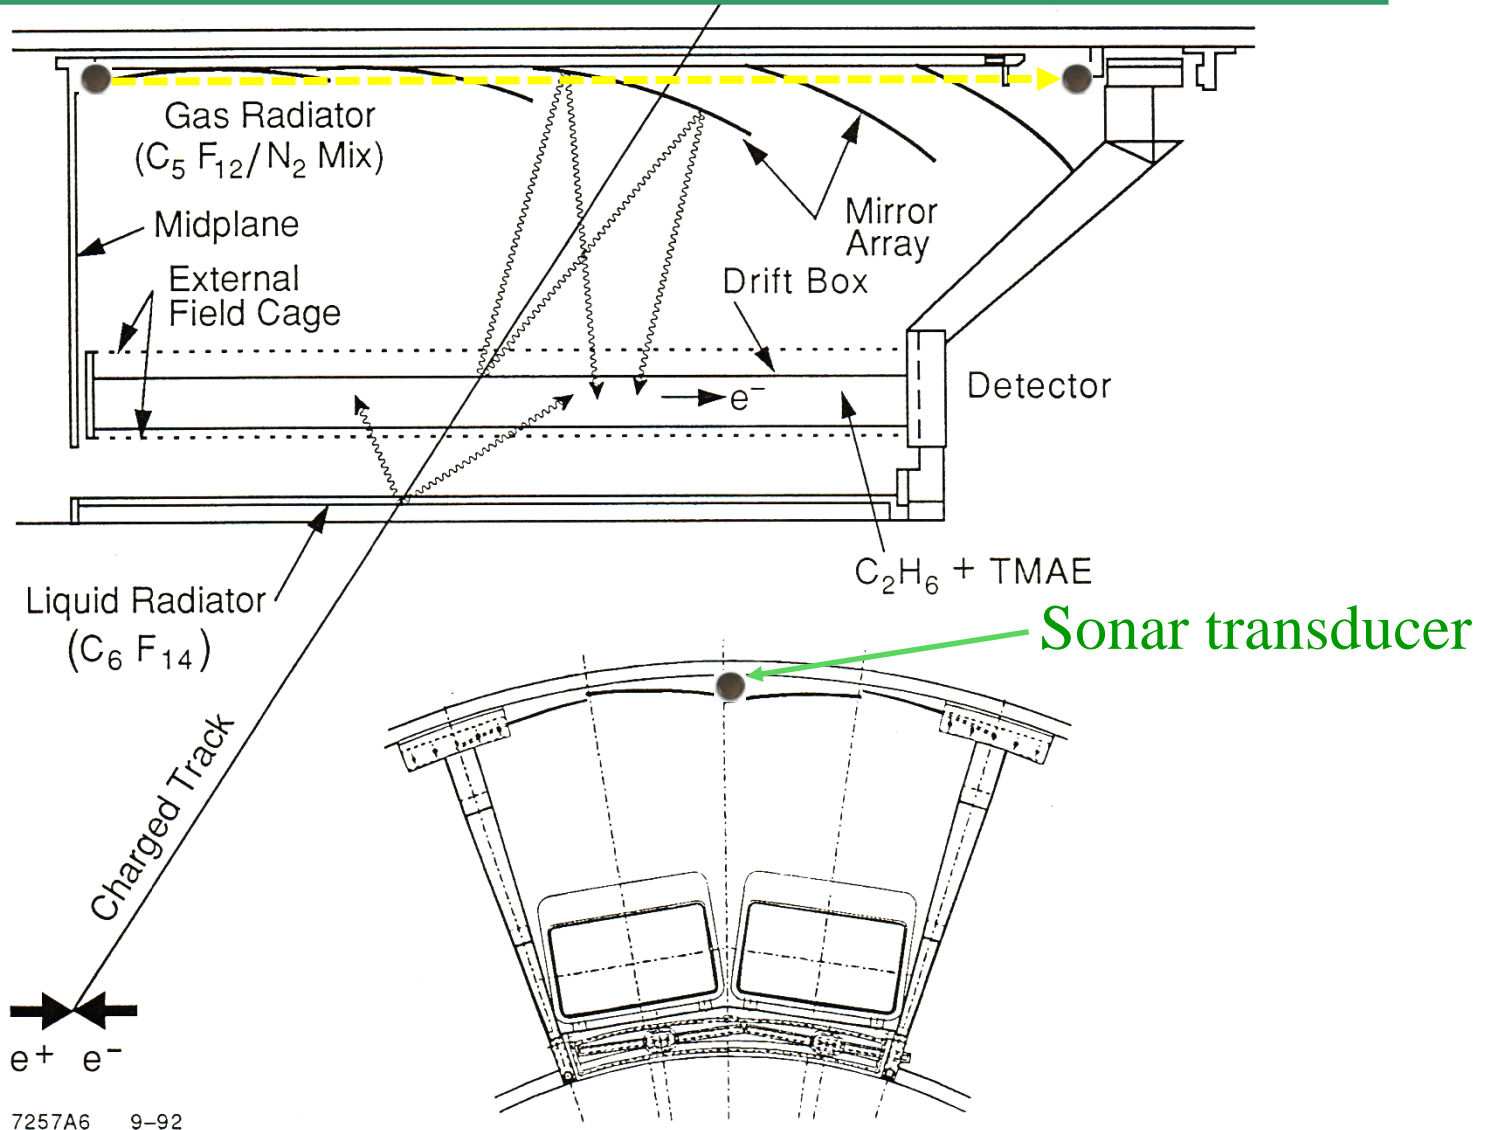 Gas Radiator
(C5 F12/N2 Mix)
Midplane
External
Field Cage
Mirror
Array
Drift Box
e−
Detector
C2H6 + TMAE
Liquid Radiator
(C6 F14)
Sonar transducer
Charged Track
e+ e−
7257A6 9–92